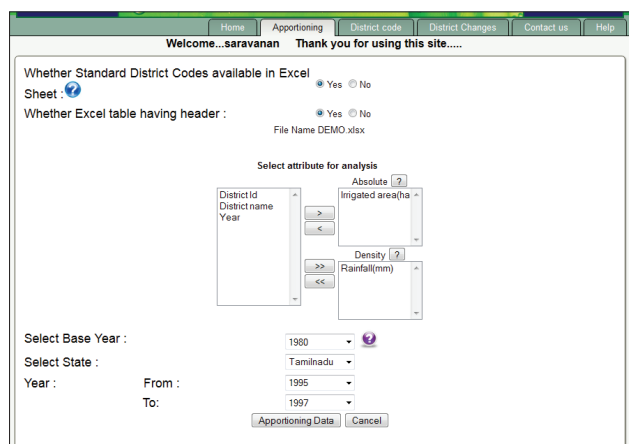 Home Apportioning District code District Changes Contact us Help
Welcome...saravanan Thank you for using this site.....
Whether Standard District Codes available in Excel
Sheet : ? Yes No
Whether Excel table having header : Yes No
File Name DEMO.xlsx
Select attribute for analysis
Absolute ?
District Id
District name
Year
Irrigated area(ha
>
<
Density ?
>>
<<
Rainfall(mm)
Select Base Year : 1980 ?
Select State : Tamilnadu
Year : From : 1995
To: 1997
Apportioning Data Cancel